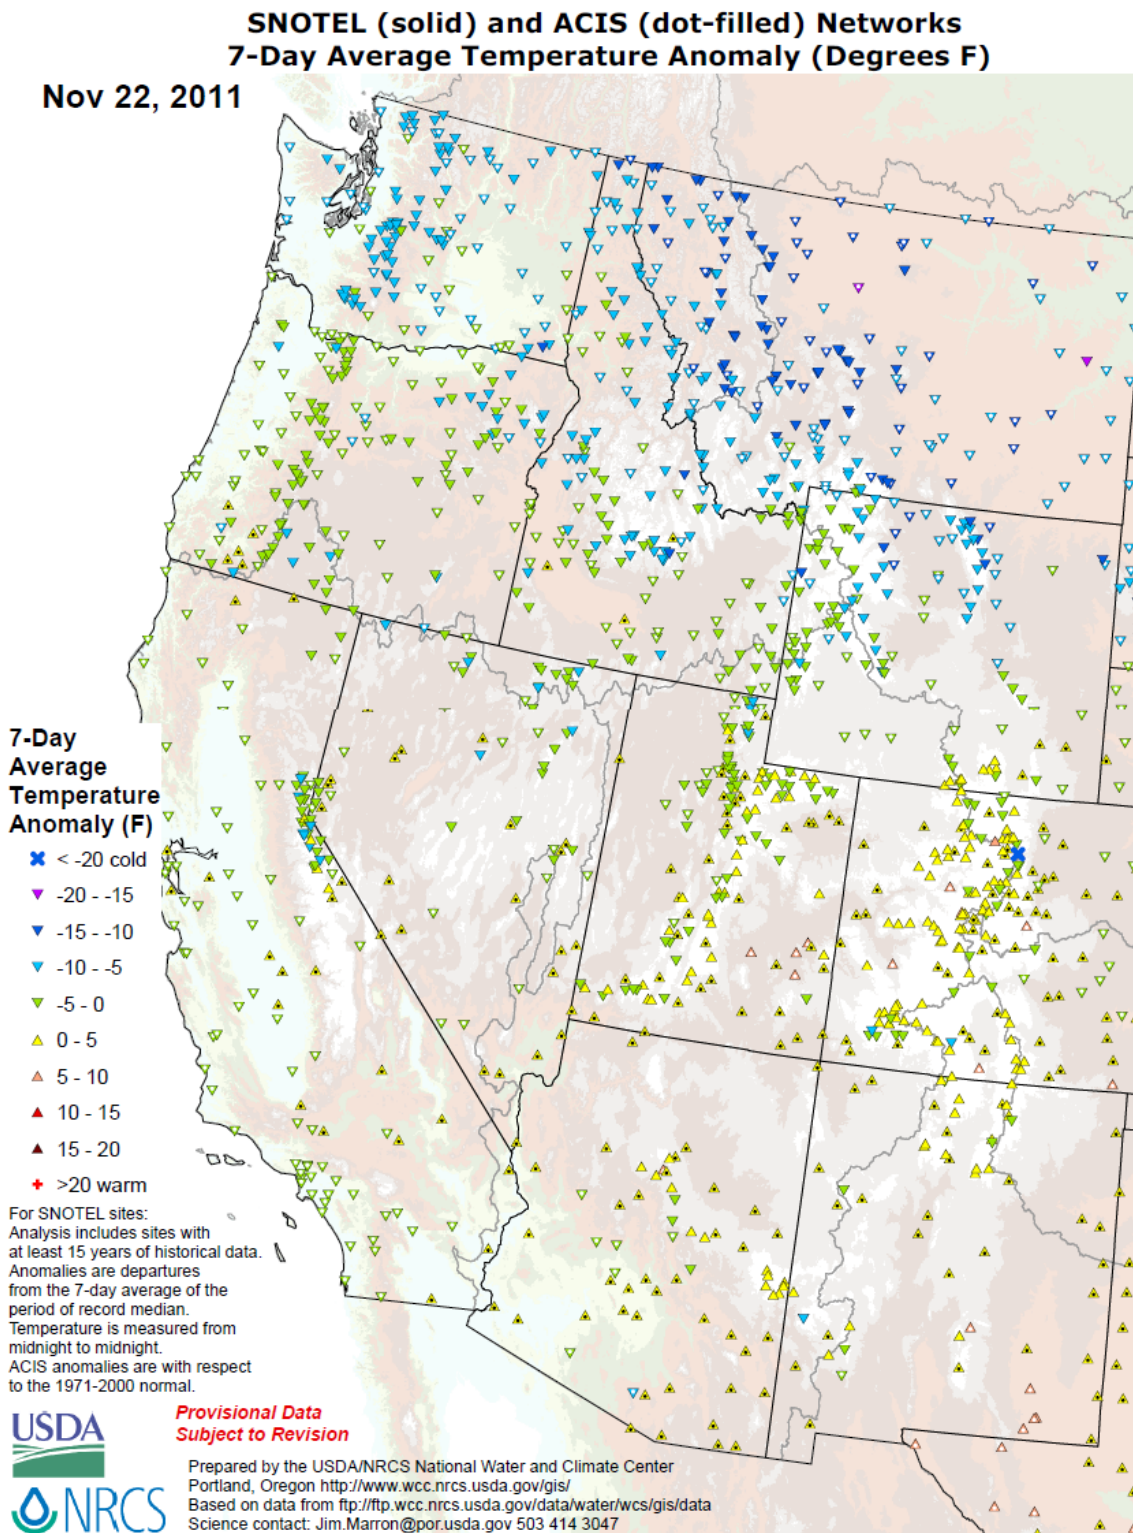 SNOTEL (solid) and ACIS (dot-filled) Networks
7-Day Average Temperature Anomaly (Degrees F)
Nov 22, 2011
7-Day
Average
Temperature
Anomaly (F)
< -20 cold
-20 - -15
-15 - -10
-10 - -5
-5 - 0
0 - 5
5 - 10
10 - 15
15 - 20
>20 warm
For SNOTEL sites:
Analysis includes sites with
at least 15 years of historical data.
Anomalies are departures
from the 7-day average of the
period of record median.
Temperature is measured from
midnight to midnight.
ACIS anomalies are with respect
to the 1971-2000 normal.
USDA
NRCS
Provisional Data
Subject to Revision
Prepared by the USDA/NRCS National Water and Climate Center
Portland, Oregon http://www.wcc.nrcs.usda.gov/gis/
Based on data from ftp://ftp.wcc.nrcs.usda.gov/data/water/wcs/gis/data
Science contact: Jim.Marron@por.usda.gov 503 414 3047